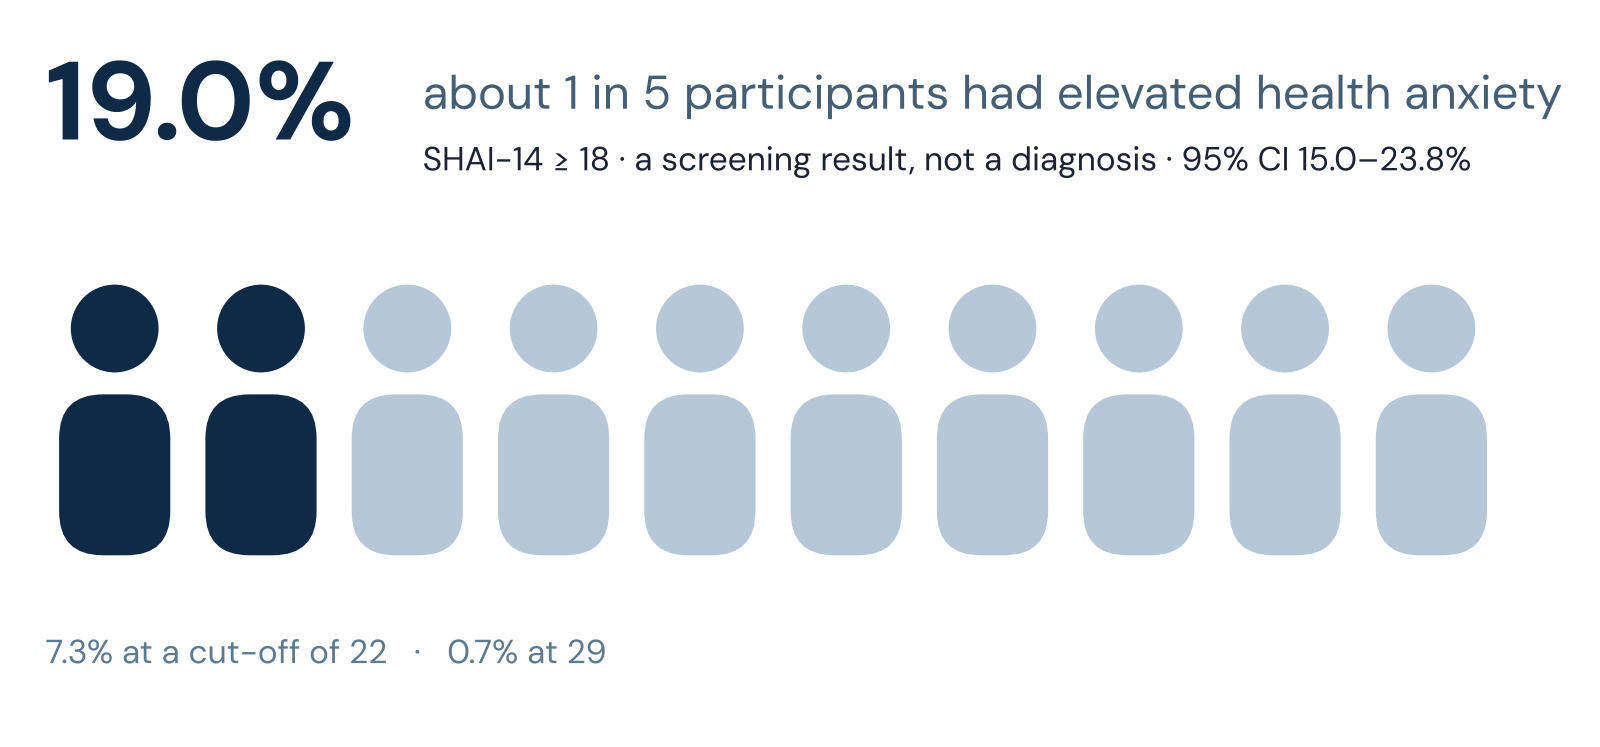 19.0%
about 1 in 5 participants had elevated health anxiety
SHAI-14 ≥ 18 · a screening result, not a diagnosis · 95% CI 15.0–23.8%
7.3% at a cut-off of 22 · 0.7% at 29